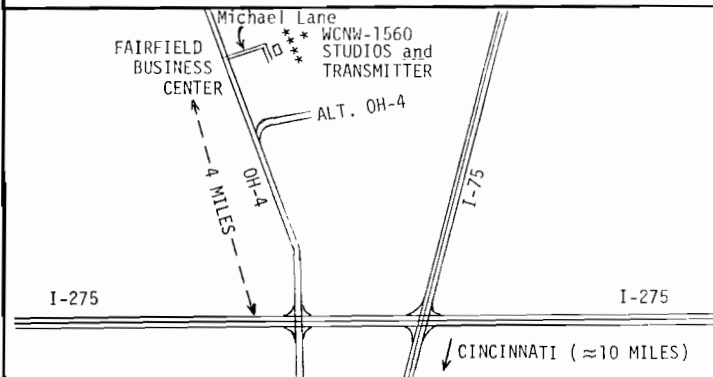 Michael Lane
WCNW-1560
STUDIOS and
TRANSMITTER
FAIRFIELD
BUSINESS
CENTER
ALT. OH-4
4 MILES
OH-4
I-75
I-275
I-275
CINCINNATI (≈10 MILES)